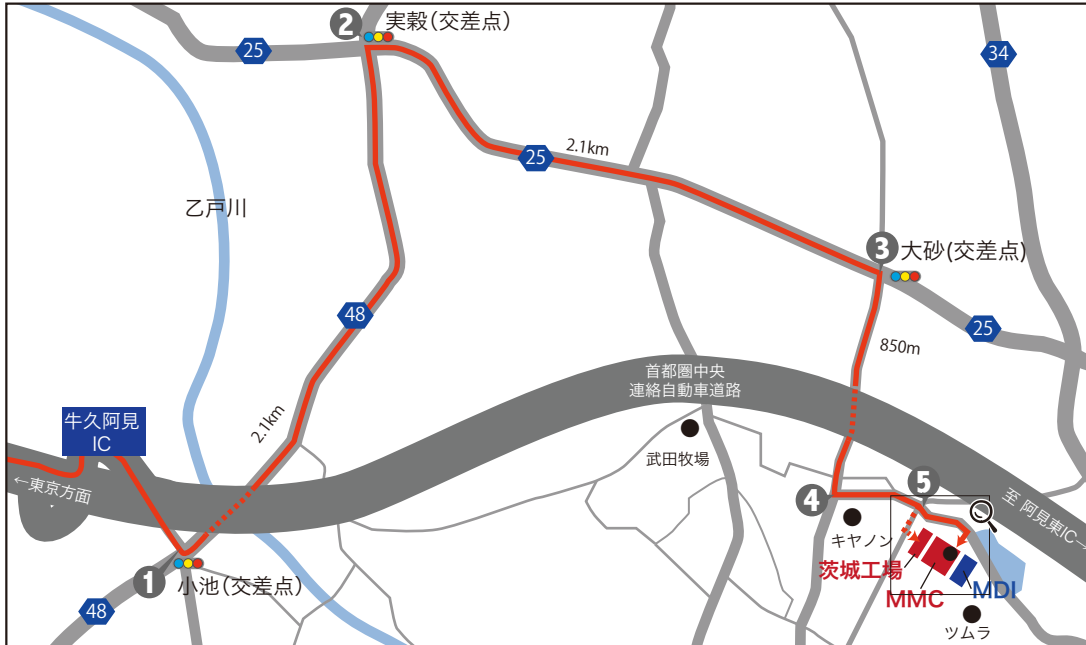 2
実穀(交差点)
25
34
2.1km
25
乙戸川
3
大砂(交差点)
48
25
850m
首都圏中央
連絡自動車道路
牛久阿見
IC
2.1km
武田牧場
←東京方面
4
5
至 阿見東IC→
キヤノン
茨城工場
MMC
MDI
1
小池(交差点)
48
ツムラ